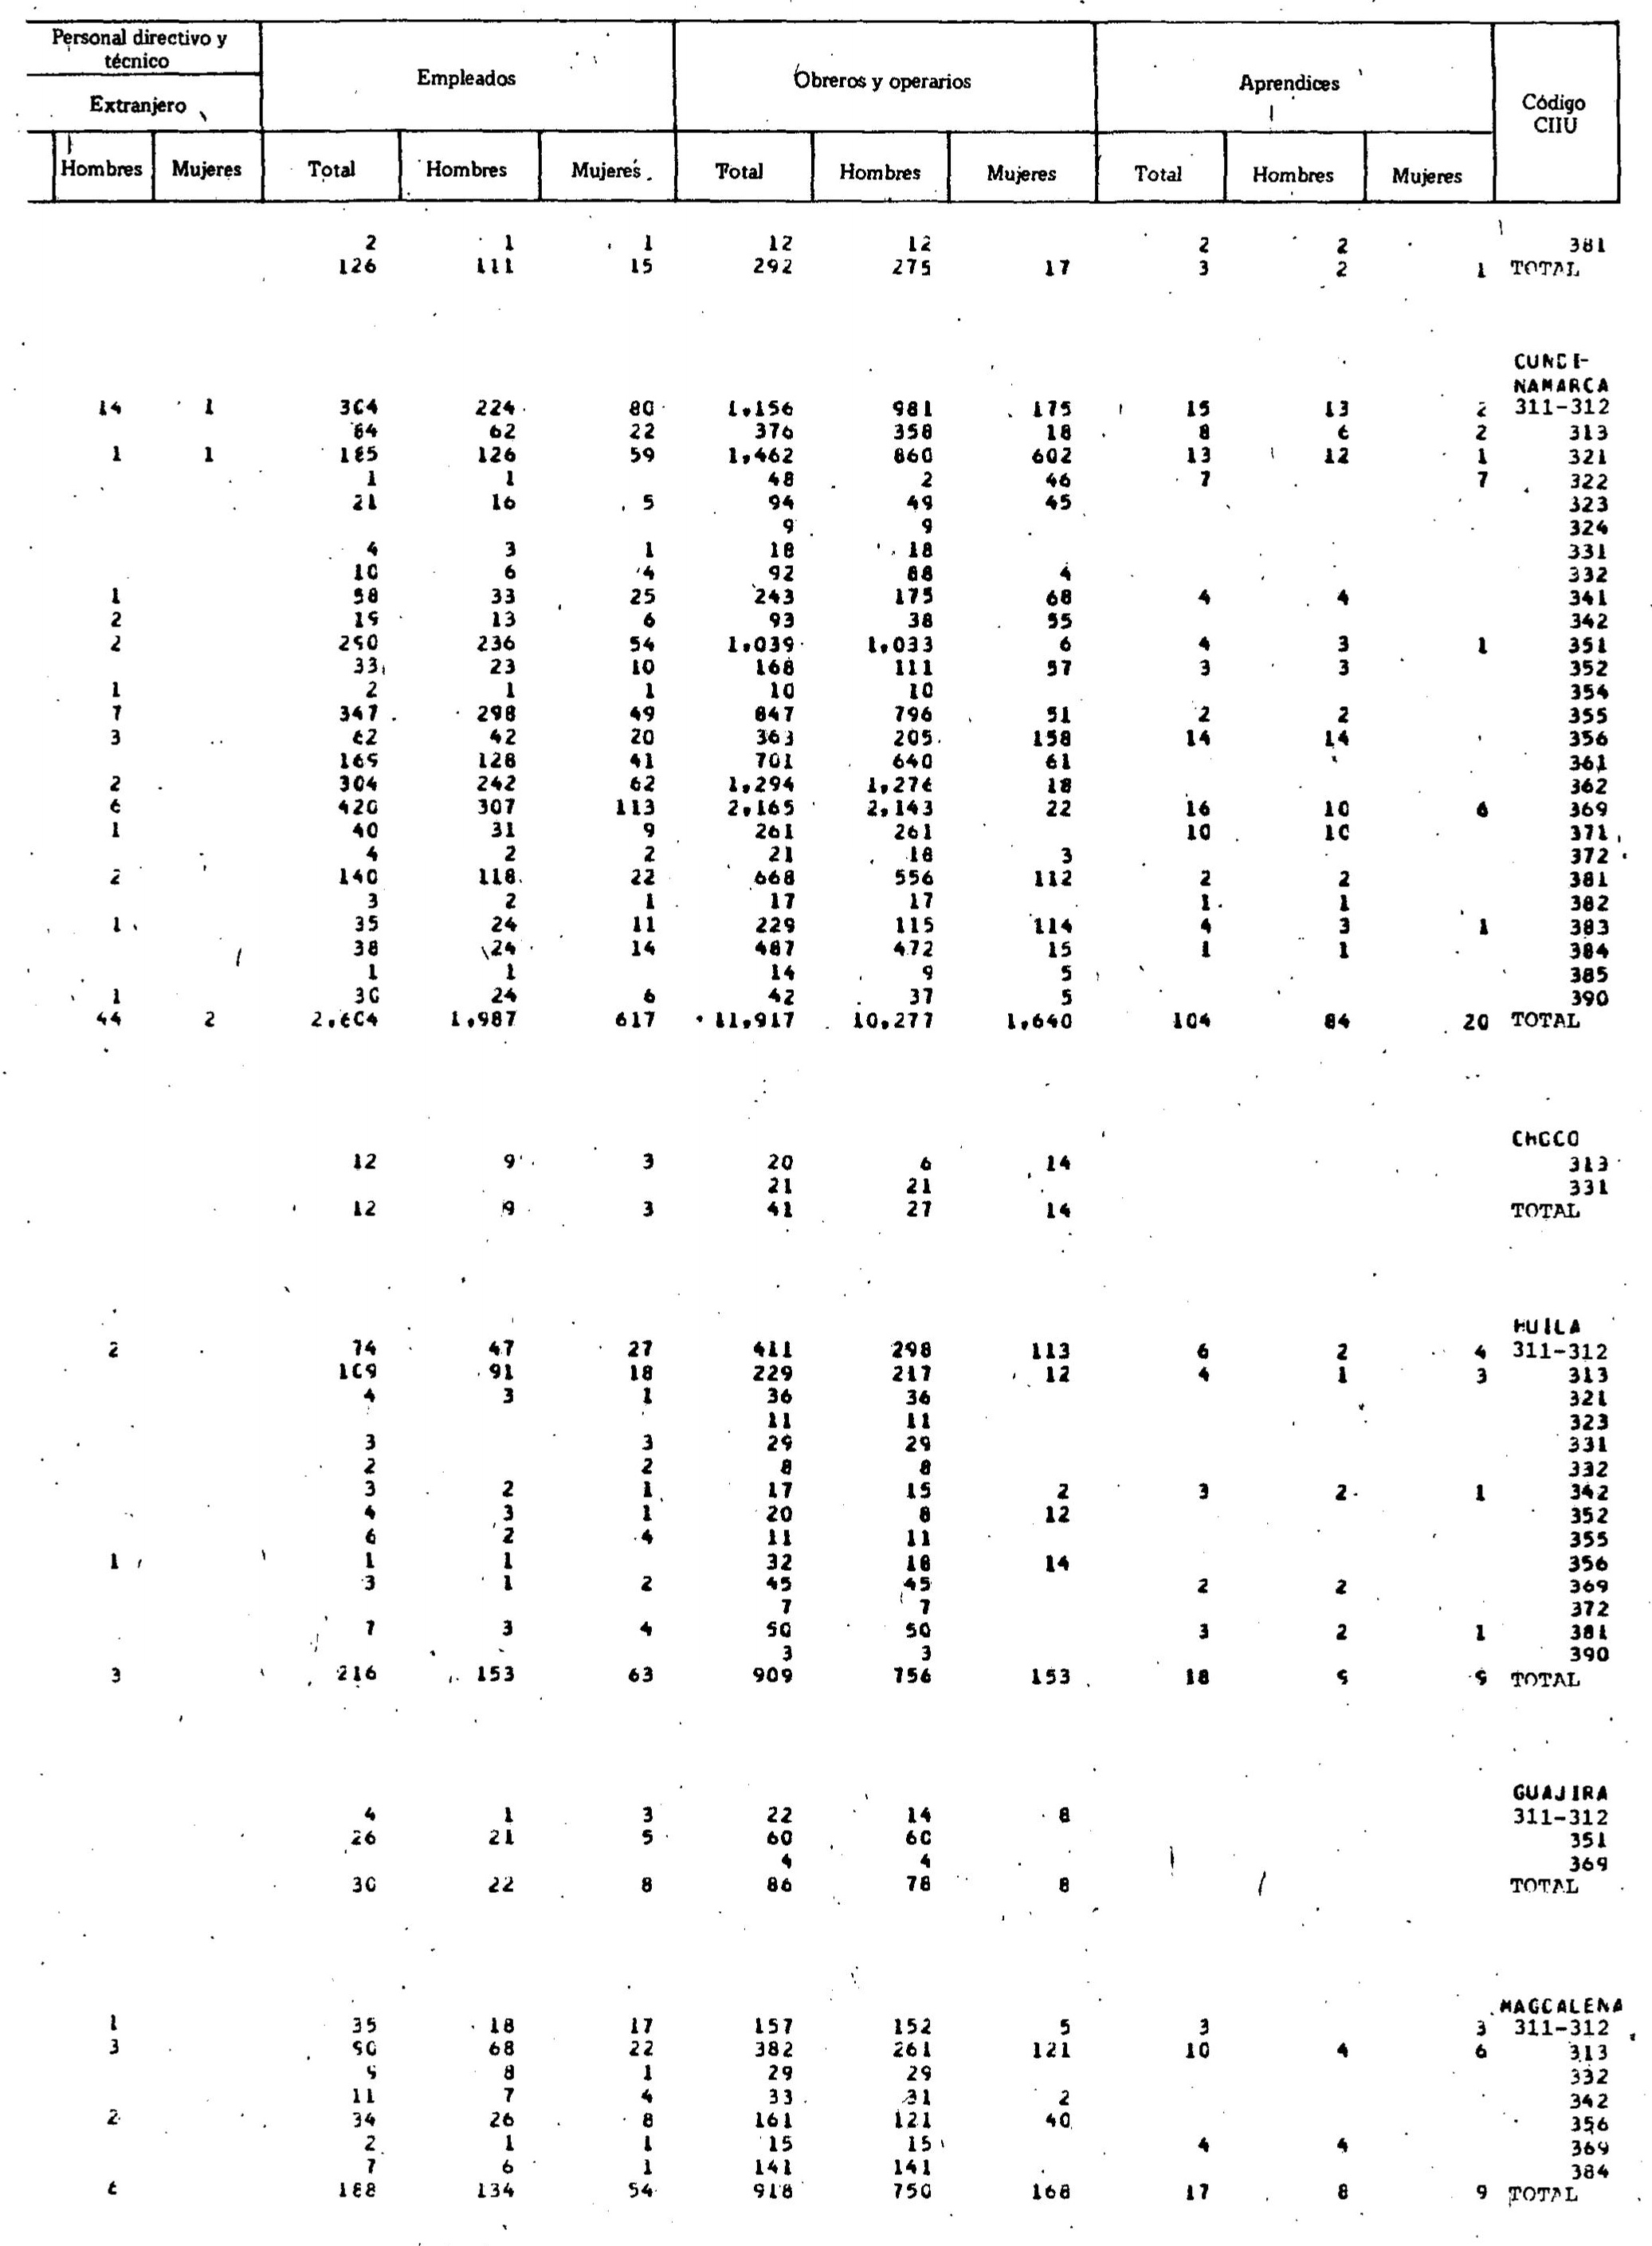 Personal directivo y técnico
Empleados
Obreros y operarios
Aprendices
Código CIIU
Extranjero
Hombres Mujeres Total Hombres Mujeres Total Hombres Mujeres Total Hombres Mujeres
2 1 1 12 12 2 2 381
126 111 15 292 275 17 3 2 1 TOTAL
CUNDI-
NAMARCA
14 1 304 224 80 1,156 981 175 15 13 2 311-312
84 62 22 376 358 18 8 6 2 313
1 1 185 126 59 1,462 860 602 13 12 1 321
1 1 48 2 46 7 7 322
21 16 5 94 49 45 323
9 9 324
4 3 1 18 18 331
10 6 4 92 88 4 332
1 58 33 25 243 175 68 4 4 341
2 19 13 6 93 38 55 342
2 290 236 54 1,039 1,033 6 4 3 1 351
33 23 10 168 111 57 3 3 352
1 2 1 1 10 10 354
7 347 298 49 847 796 51 2 2 355
3 62 42 20 363 205 158 14 14 356
169 128 41 701 640 61 361
2 304 242 62 1,294 1,276 18 362
6 420 307 113 2,165 2,143 22 16 10 6 369
1 40 31 9 261 261 10 10 371
4 2 2 21 18 3 372
2 140 118 22 668 556 112 2 2 381
3 2 1 17 17 1 1 382
1 35 24 11 229 115 114 4 3 1 383
38 24 14 487 472 15 1 1 384
1 1 14 9 5 385
1 30 24 6 42 37 5 390
44 2 2,604 1,987 617 11,917 10,277 1,640 104 84 20 TOTAL
CHOCO
12 9 3 20 6 14 313
21 21 331
12 9 3 41 27 14 TOTAL
HUILA
2 74 47 27 411 298 113 6 2 4 311-312
109 91 18 229 217 12 4 1 3 313
4 3 1 36 36 321
11 11 323
3 3 29 29 331
2 2 8 8 332
3 2 1 17 15 2 3 2 1 342
4 3 1 20 8 12 352
6 2 4 11 11 355
1 1 1 32 18 14 356
3 1 2 45 45 2 2 369
7 7 372
7 3 4 50 50 3 2 1 381
3 3 390
3 216 153 63 909 756 153 18 9 9 TOTAL
GUAJIRA
4 1 3 22 14 8 311-312
26 21 5 60 60 351
4 4 369
30 22 8 86 78 8 TOTAL
MAGDALENA
1 35 18 17 157 152 5 3 3 311-312
3 90 68 22 382 261 121 10 4 6 313
9 8 1 29 29 332
11 7 4 33 31 2 342
2 34 26 8 161 121 40 356
2 1 1 15 15 4 4 369
7 6 1 141 141 384
6 188 134 54 918 750 168 17 8 9 TOTAL